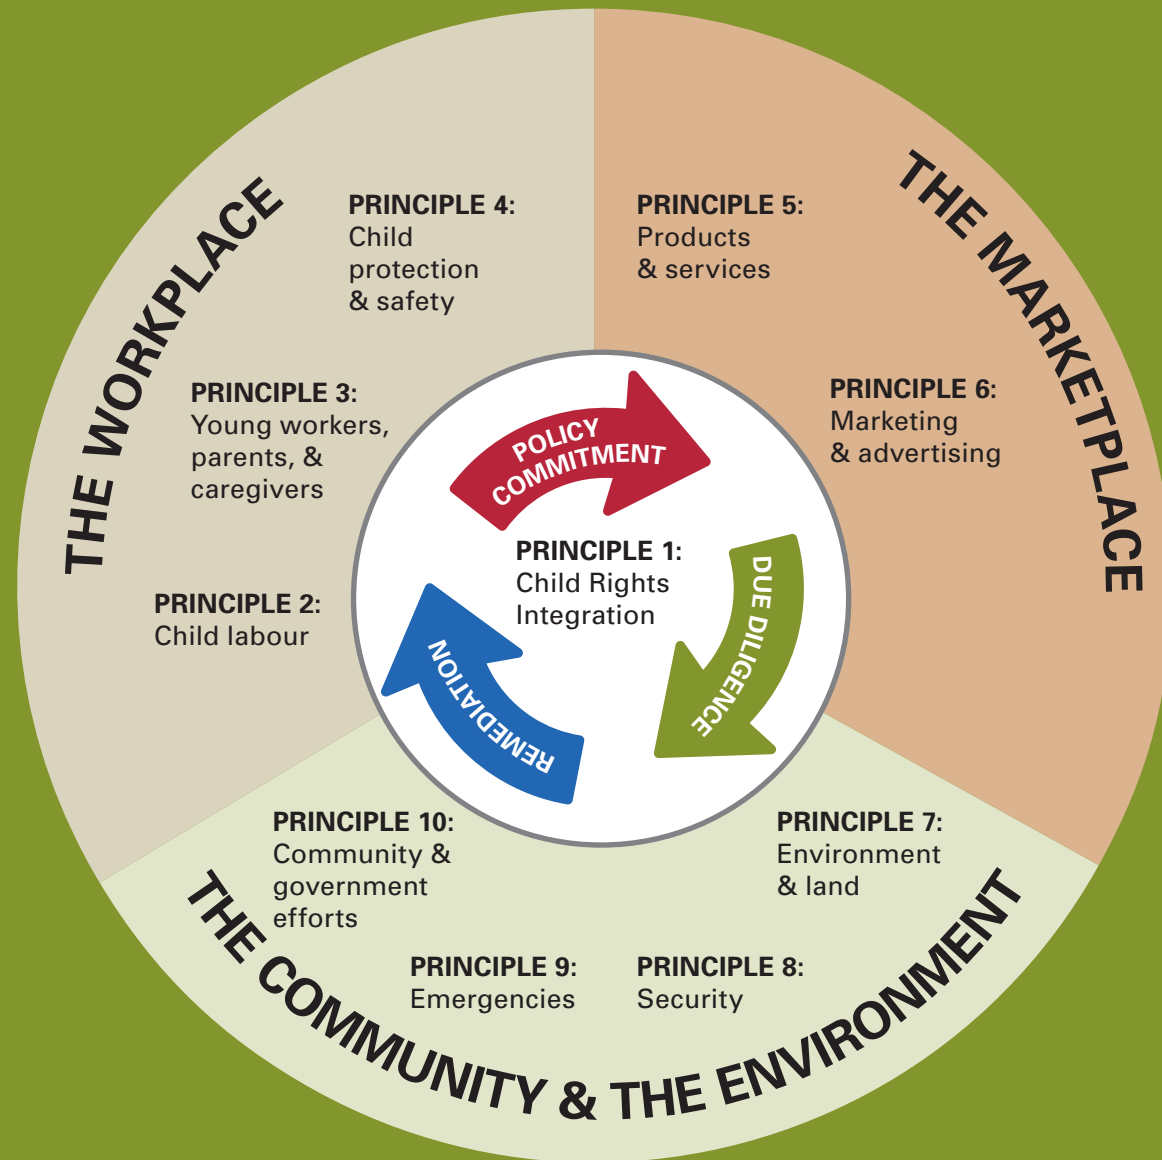 THE WORKPLACE
PRINCIPLE 4:
Child
protection
& safety
PRINCIPLE 3:
Young workers,
parents, &
caregivers
PRINCIPLE 2:
Child labour
THE MARKETPLACE
PRINCIPLE 5:
Products
& services
PRINCIPLE 6:
Marketing
& advertising
POLICY
COMMITMENT
PRINCIPLE 1:
Child Rights
Integration
DUE DILIGENCE
REMEDIATION
PRINCIPLE 10:
Community &
government
efforts
PRINCIPLE 7:
Environment
& land
PRINCIPLE 9:
Emergencies
PRINCIPLE 8:
Security
THE COMMUNITY & THE ENVIRONMENT